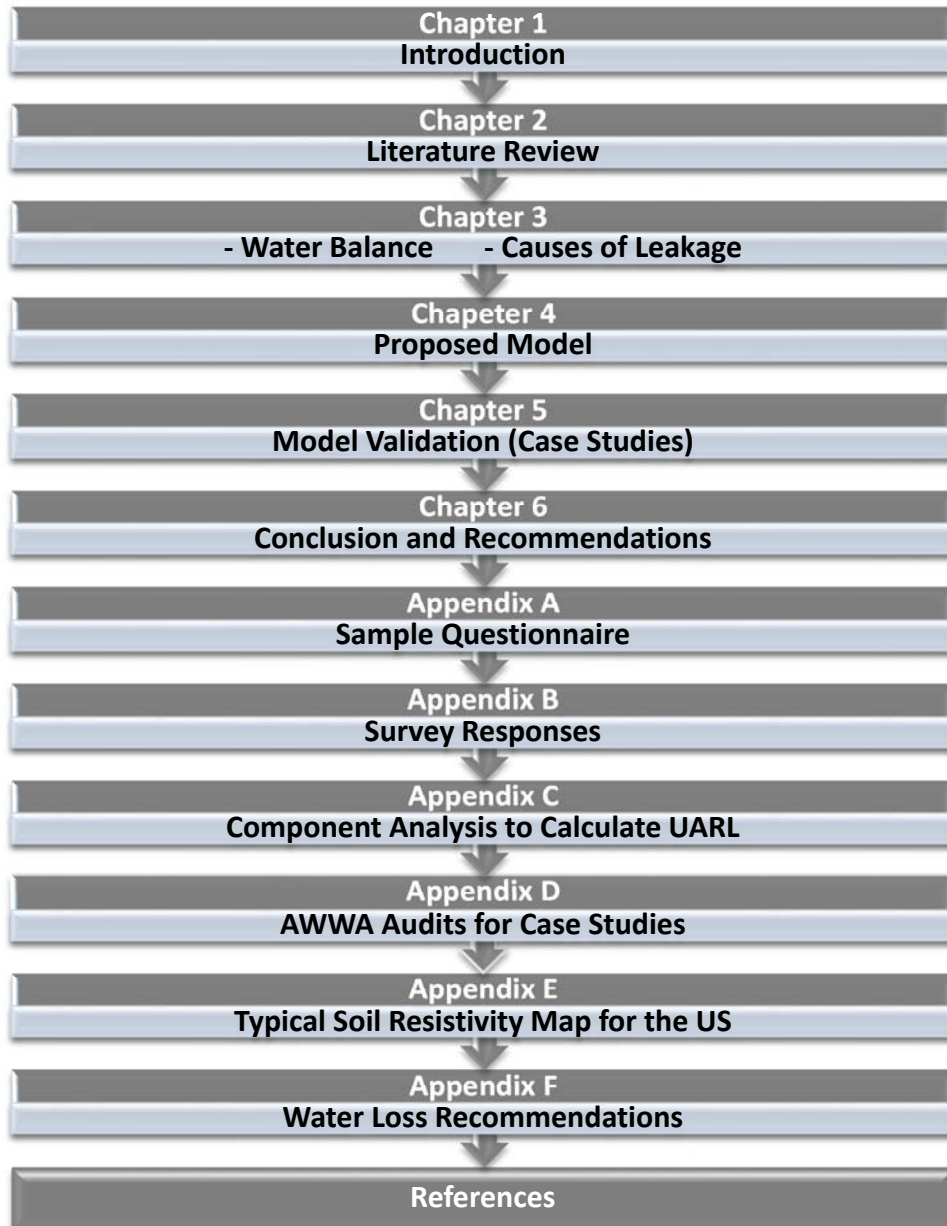 Chapter 1
Introduction
Chapter 2
Literature Review
Chapter 3
- Water Balance - Causes of Leakage
Chapeter 4
Proposed Model
Chapter 5
Model Validation (Case Studies)
Chapter 6
Conclusion and Recommendations
Appendix A
Sample Questionnaire
Appendix B
Survey Responses
Appendix C
Component Analysis to Calculate UARL
Appendix D
AWWA Audits for Case Studies
Appendix E
Typical Soil Resistivity Map for the US
Appendix F
Water Loss Recommendations
References